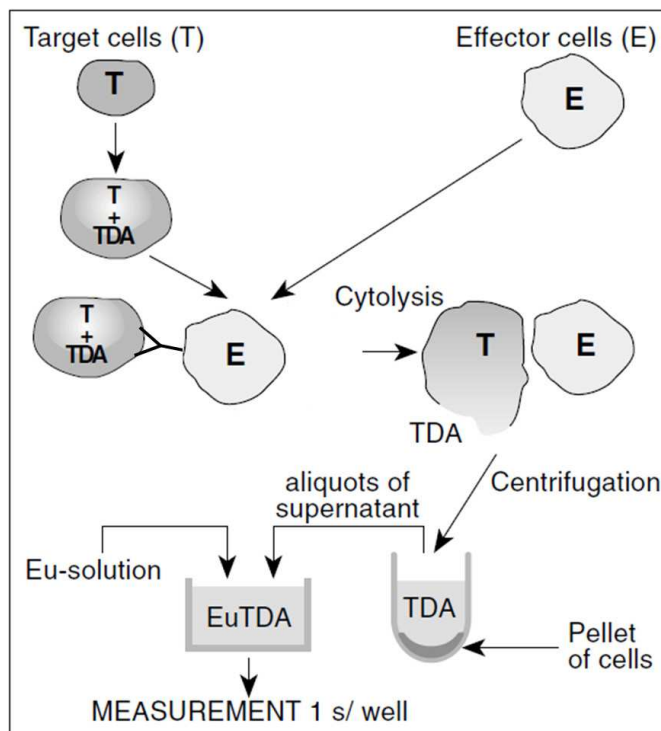 Target cells (T)
Effector cells (E)
T
E
T
+
TDA
T
+
TDA
E
Cytolysis
T
E
TDA
Centrifugation
aliquots of
supernatant
Eu-solution
EuTDA
TDA
Pellet
of cells
MEASUREMENT 1 s/ well